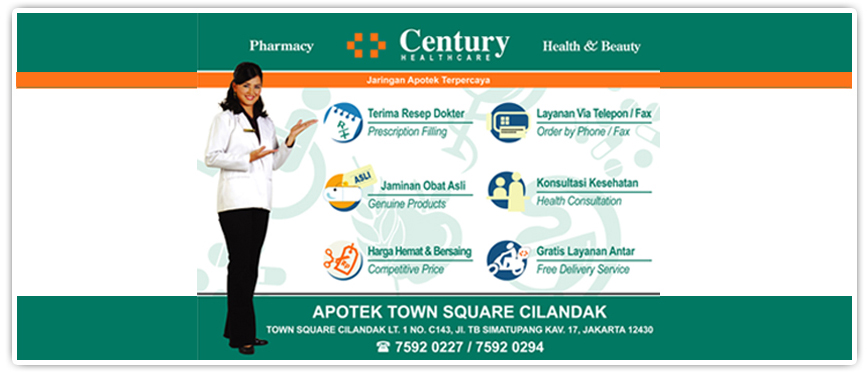 Pharmacy
Century
HEALTHCARE
Health & Beauty
Jaringan Apotek Terpercaya
Terima Resep Dokter
Prescription Filling
Layanan Via Telepon / Fax
Order by Phone / Fax
ASLI
Jaminan Obat Asli
Genuine Products
Konsultasi Kesehatan
Health Consultation
Rp
Harga Hemat & Bersaing
Competitive Price
Gratis Layanan Antar
Free Delivery Service
APOTEK TOWN SQUARE CILANDAK
TOWN SQUARE CILANDAK LT. 1 NO. C143, Jl. TB SIMATUPANG KAV. 17, JAKARTA 12430
☎ 7592 0227 / 7592 0294